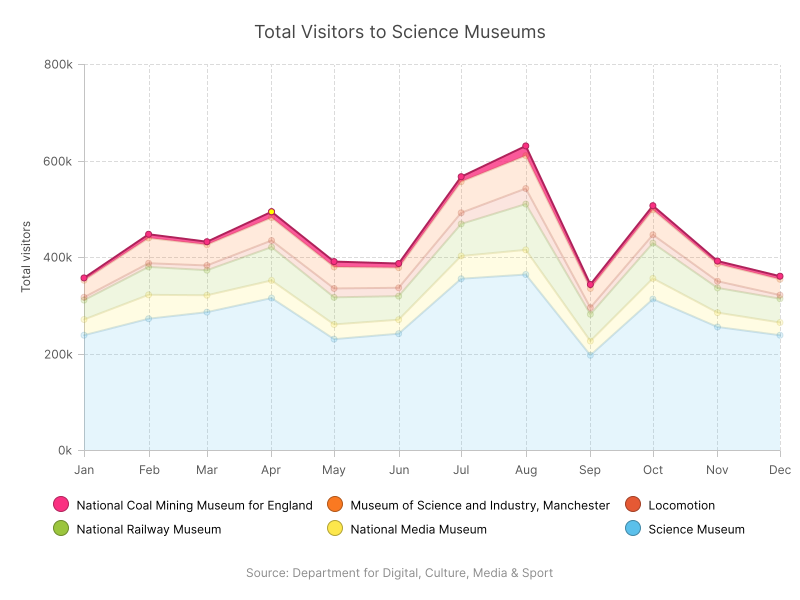 Total Visitors to Science Museums
800k
600k
400k
200k
0k
Total visitors
Jan Feb Mar Apr May Jun Jul Aug Sep Oct Nov Dec
National Coal Mining Museum for England Museum of Science and Industry, Manchester Locomotion
National Railway Museum National Media Museum Science Museum
Source: Department for Digital, Culture, Media & Sport